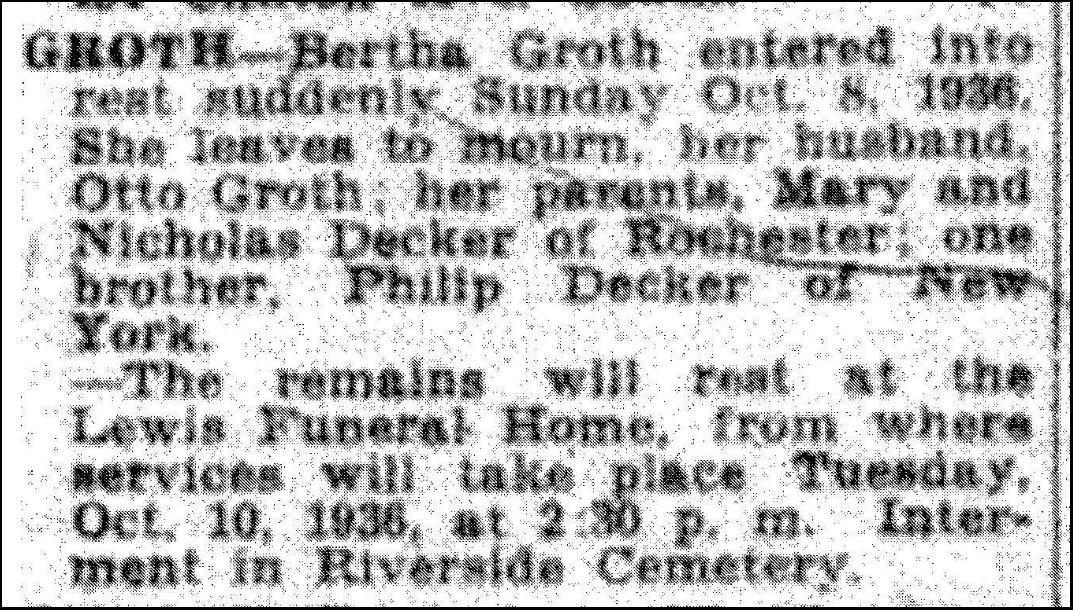 GROTH—Bertha Groth entered into
rest suddenly Sunday Oct. 8, 1936.
She leaves to mourn, her husband,
Otto Groth; her parents, Mary and
Nicholas Decker of Rochester; one
brother, Philip Decker of New
York.
—The remains will rest at the
Lewis Funeral Home, from where
services will take place Tuesday,
Oct. 10, 1936, at 2:30 p. m. Inter-
ment in Riverside Cemetery.